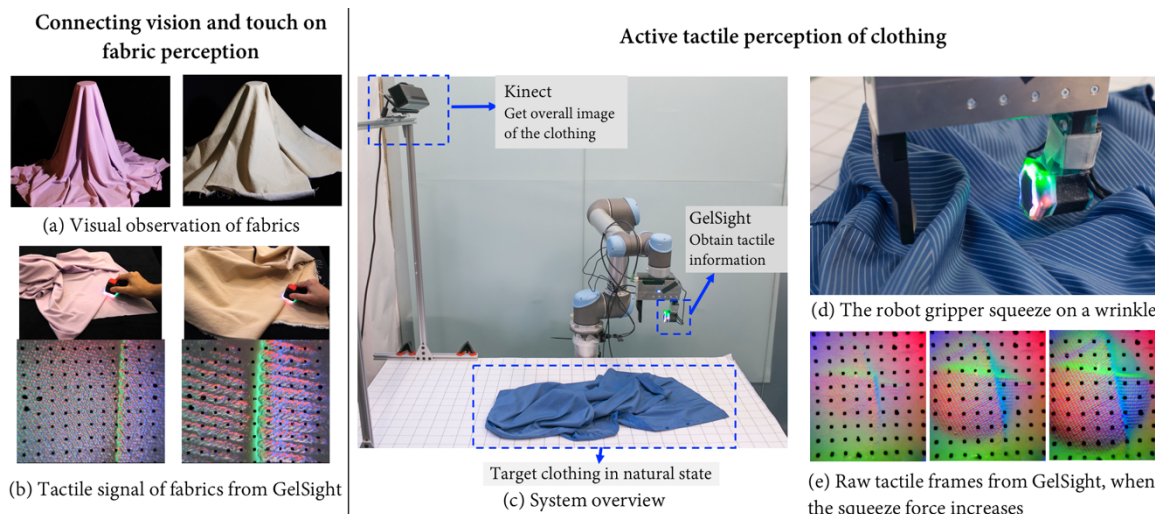 Connecting vision and touch on
fabric perception
(a) Visual observation of fabrics
(b) Tactile signal of fabrics from GelSight
Active tactile perception of clothing
Kinect
Get overall image
of the clothing
GelSight
Obtain tactile
information
Target clothing in natural state
(c) System overview
(d) The robot gripper squeeze on a wrinkle
(e) Raw tactile frames from GelSight, when
the squeeze force increases